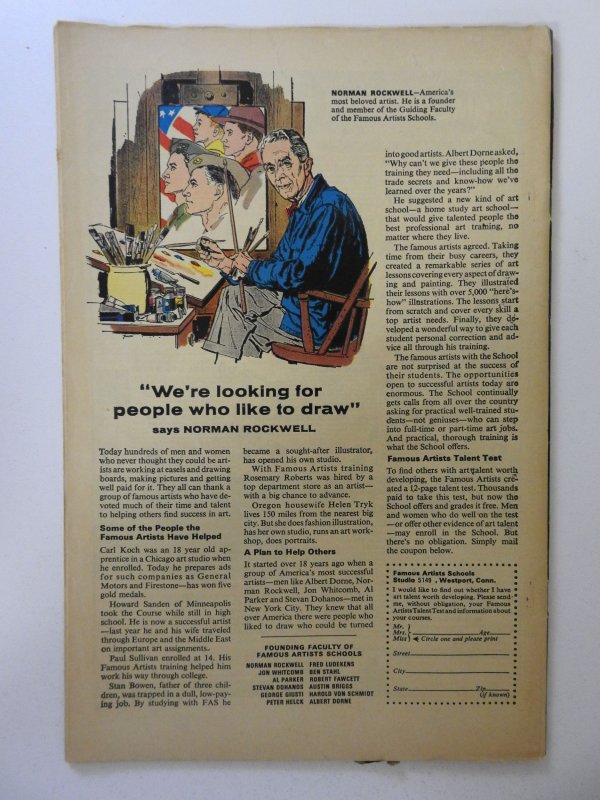 NORMAN ROCKWELL—America's
most beloved artist. He is a founder
and member of the Guiding Faculty
of the Famous Artists Schools.
"We're looking for
people who like to draw"
says NORMAN ROCKWELL
Today hundreds of men and women
who never thought they could be art-
ists are working at easels and drawing
boards, making pictures and getting
well paid for it. They all can thank a
group of famous artists who have de-
voted much of their time and talent
to helping others find success in art.
Some of the People the
Famous Artists Have Helped
Carl Koch was an 18 year old ap-
prentice in a Chicago art studio when
he enrolled. Today he prepares ads
for such companies as General
Motors and Firestone—has won five
gold medals.
Howard Sanden of Minneapolis
took the Course while still in high
school. He is now a successful artist
—last year he and his wife traveled
through Europe and the Middle East
on important art assignments.
Paul Sullivan enrolled at 14. His
Famous Artists training helped him
work his way through college.
Stan Bowen, father of three chil-
dren, was trapped in a dull, low-pay-
ing job. By studying with FAS he
became a sought-after illustrator,
has opened his own studio.
With Famous Artists training
Rosemary Roberts was hired by a
top department store as an artist—
with a big chance to advance.
Oregon housewife Helen Tryk
lives 150 miles from the nearest big
city. But she does fashion illustration,
has her own studio, runs an art work-
shop, does portraits.
A Plan to Help Others
It started over 18 years ago when a
group of America's most successful
artists—men like Albert Dorne, Nor-
man Rockwell, Jon Whitcomb, Al
Parker and Stevan Dohanos—met in
New York City. They knew that all
over America there were people who
liked to draw who could be turned
FOUNDING FACULTY OF
FAMOUS ARTISTS SCHOOLS
NORMAN ROCKWELL FRED LUDEKENS
JON WHITCOMB BEN STAHL
AL PARKER ROBERT FAWCETT
STEVAN DOHANOS AUSTIN BRIGGS
GEORGE GIUSTI HAROLD VON SCHMIDT
PETER HELCK ALBERT DORNE
into good artists. Albert Dorne asked,
"Why can't we give these people the
training they need—including all the
trade secrets and know-how we've
learned over the years?"
He suggested a new kind of art
school—a home study art school—
that would give talented people the
best professional art training, no
matter where they live.
The famous artists agreed. Taking
time from their busy careers, they
created a remarkable series of art
lessons covering every aspect of draw-
ing and painting. They illustrated
their lessons with over 5,000 "here's-
how" illustrations. The lessons start
from scratch and cover every skill a
top artist needs. Finally, they de-
veloped a wonderful way to give each
student personal correction and ad-
vice all through his training.
The famous artists with the School
are not surprised at the success of
their students. The opportunities
open to successful artists today are
enormous. The School continually
gets calls from all over the country
asking for practical well-trained stu-
dents—not geniuses—who can step
into full-time or part-time art jobs.
And practical, thorough training is
what the School offers.
Famous Artists Talent Test
To find others with art talent worth
developing, the Famous Artists cre-
ated a 12-page talent test. Thousands
paid to take this test, but now the
School offers and grades it free. Men
and women who do well on the test
—or offer other evidence of art talent
—may enroll in the School. But
there's no obligation. Simply mail
the coupon below.
Famous Artists Schools
Studio 5149, Westport, Conn.
I would like to find out whether I have
art talent worth developing. Please send
me, without obligation, your Famous
Artists Talent Test and information about
your courses.
Mr.
Mrs. Age
Miss Circle one and please print
Street
City
State Zip
(if known)